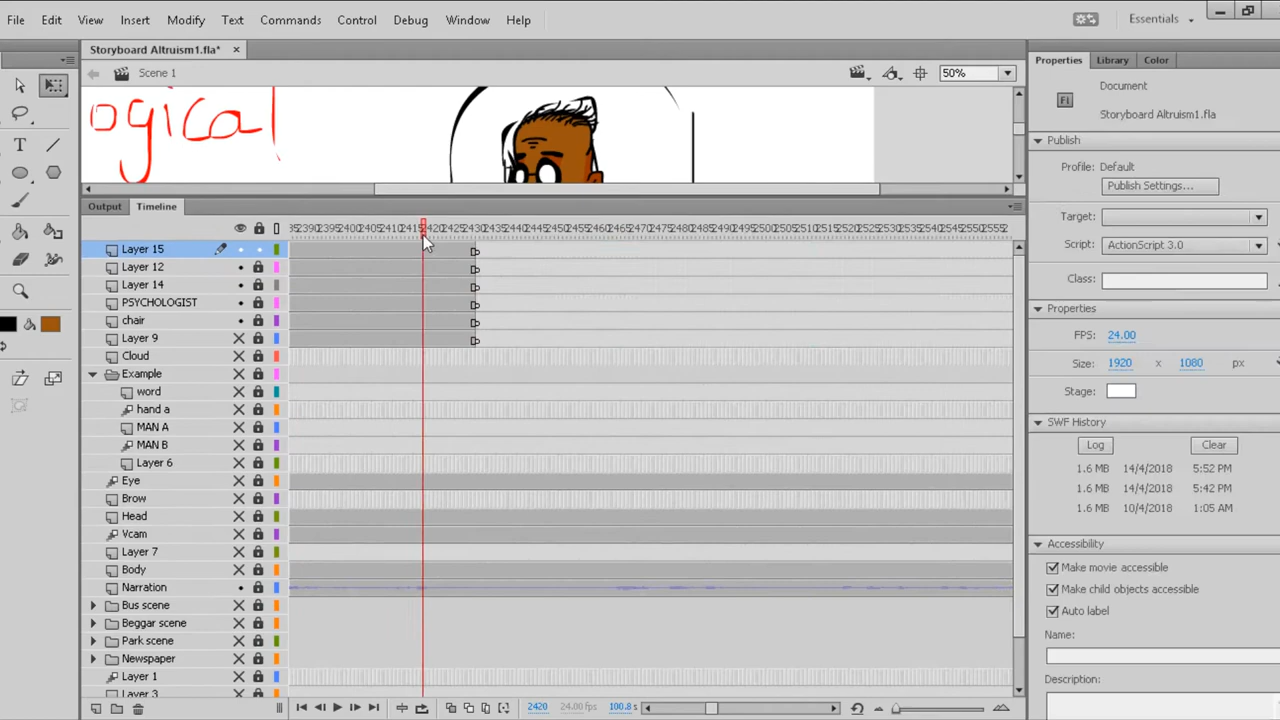 File Edit View Insert Modify Text Commands Control Debug Window Help Essentials
Storyboard Altruism1.fla* ×
Scene 1 50%
ogical
Output Timeline
Layer 15
Layer 12
Layer 14
PSYCHOLOGIST
chair
Layer 9
Cloud
Example
word
hand a
MAN A
MAN B
Layer 6
Eye
Brow
Head
Vcam
Layer 7
Body
Narration
Bus scene
Beggar scene
Park scene
Newspaper
Layer 1
Layer 3
2420 24.00 fps 100.8 s
Properties Library Color
Document
Fl
Storyboard Altruism1.fla
Publish
Profile: Default
Publish Settings...
Target:
Script: ActionScript 3.0
Class:
Properties
FPS: 24.00
Size: 1920 x 1080 px
Stage:
SWF History
Log Clear
1.6 MB 14/4/2018 5:52 PM
1.6 MB 14/4/2018 5:42 PM
1.6 MB 10/4/2018 1:05 AM
Accessibility
Make movie accessible
Make child objects accessible
Auto label
Name:
Description: